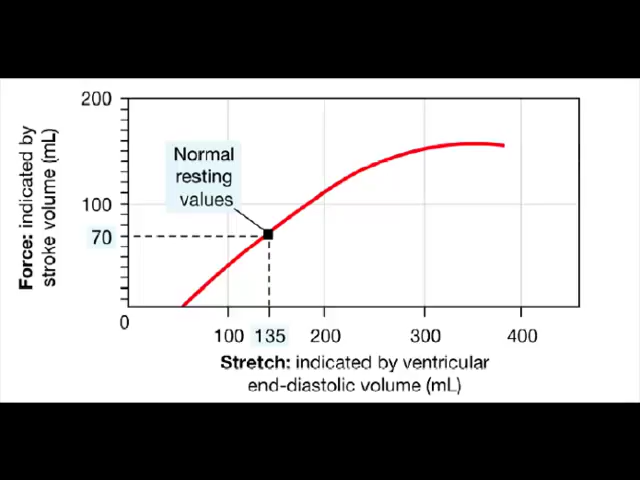 200
Force: indicated by
stroke volume (mL)
Normal
resting
values
100
70
0
100 135 200 300 400
Stretch: indicated by ventricular
end-diastolic volume (mL)